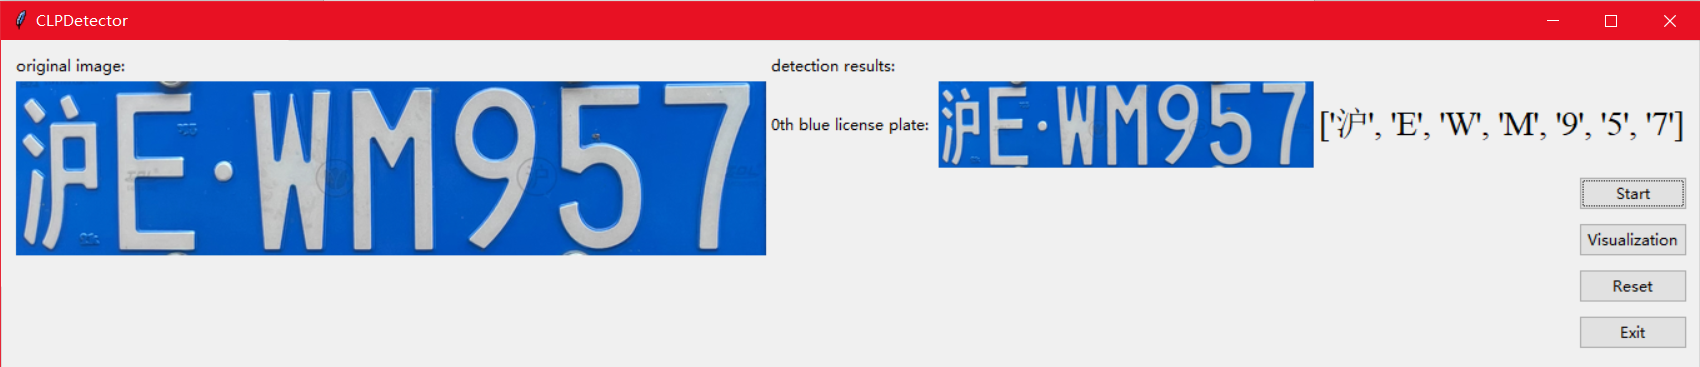 CLPDetector
original image:
沪E·WM957
detection results:
0th blue license plate:
沪E·WM957
['沪', 'E', 'W', 'M', '9', '5', '7']
Start
Visualization
Reset
Exit